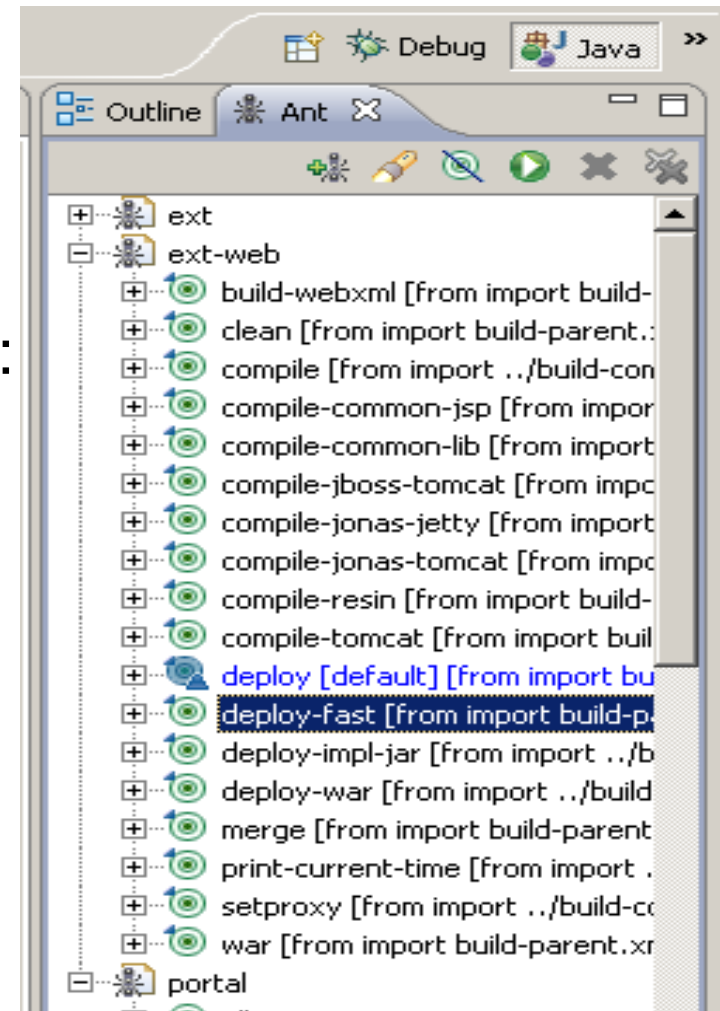 Debug Java »
Outline Ant
ext
ext-web
build-webxml [from import build-
clean [from import build-parent.
compile [from import ../build-con
compile-common-jsp [from impor
compile-common-lib [from import
compile-jboss-tomcat [from impo
compile-jonas-jetty [from import
compile-jonas-tomcat [from impo
compile-resin [from import build-
compile-tomcat [from import buil
deploy [default] [from import bu
:
deploy-fast [from import build-p
deploy-impl-jar [from import ../b
deploy-war [from import ../build
merge [from import build-parent
print-current-time [from import .
setproxy [from import ../build-co
war [from import build-parent.x
portal